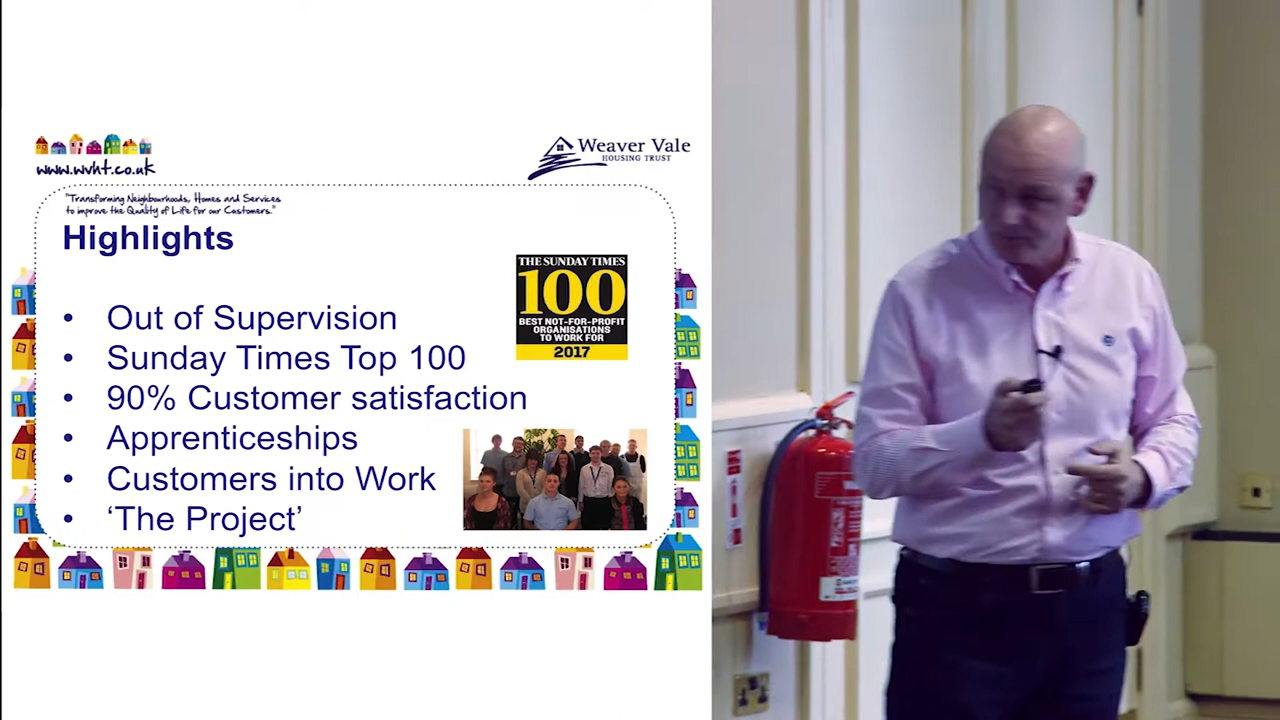 www.wvht.co.uk
Weaver Vale
HOUSING TRUST
"Transforming Neighbourhoods, Homes and Services
to improve the Quality of Life for our Customers."
Highlights
THE SUNDAY TIMES
100
BEST NOT-FOR-PROFIT
ORGANISATIONS
TO WORK FOR
2017
• Out of Supervision
• Sunday Times Top 100
• 90% Customer satisfaction
• Apprenticeships
• Customers into Work
• ‘The Project’